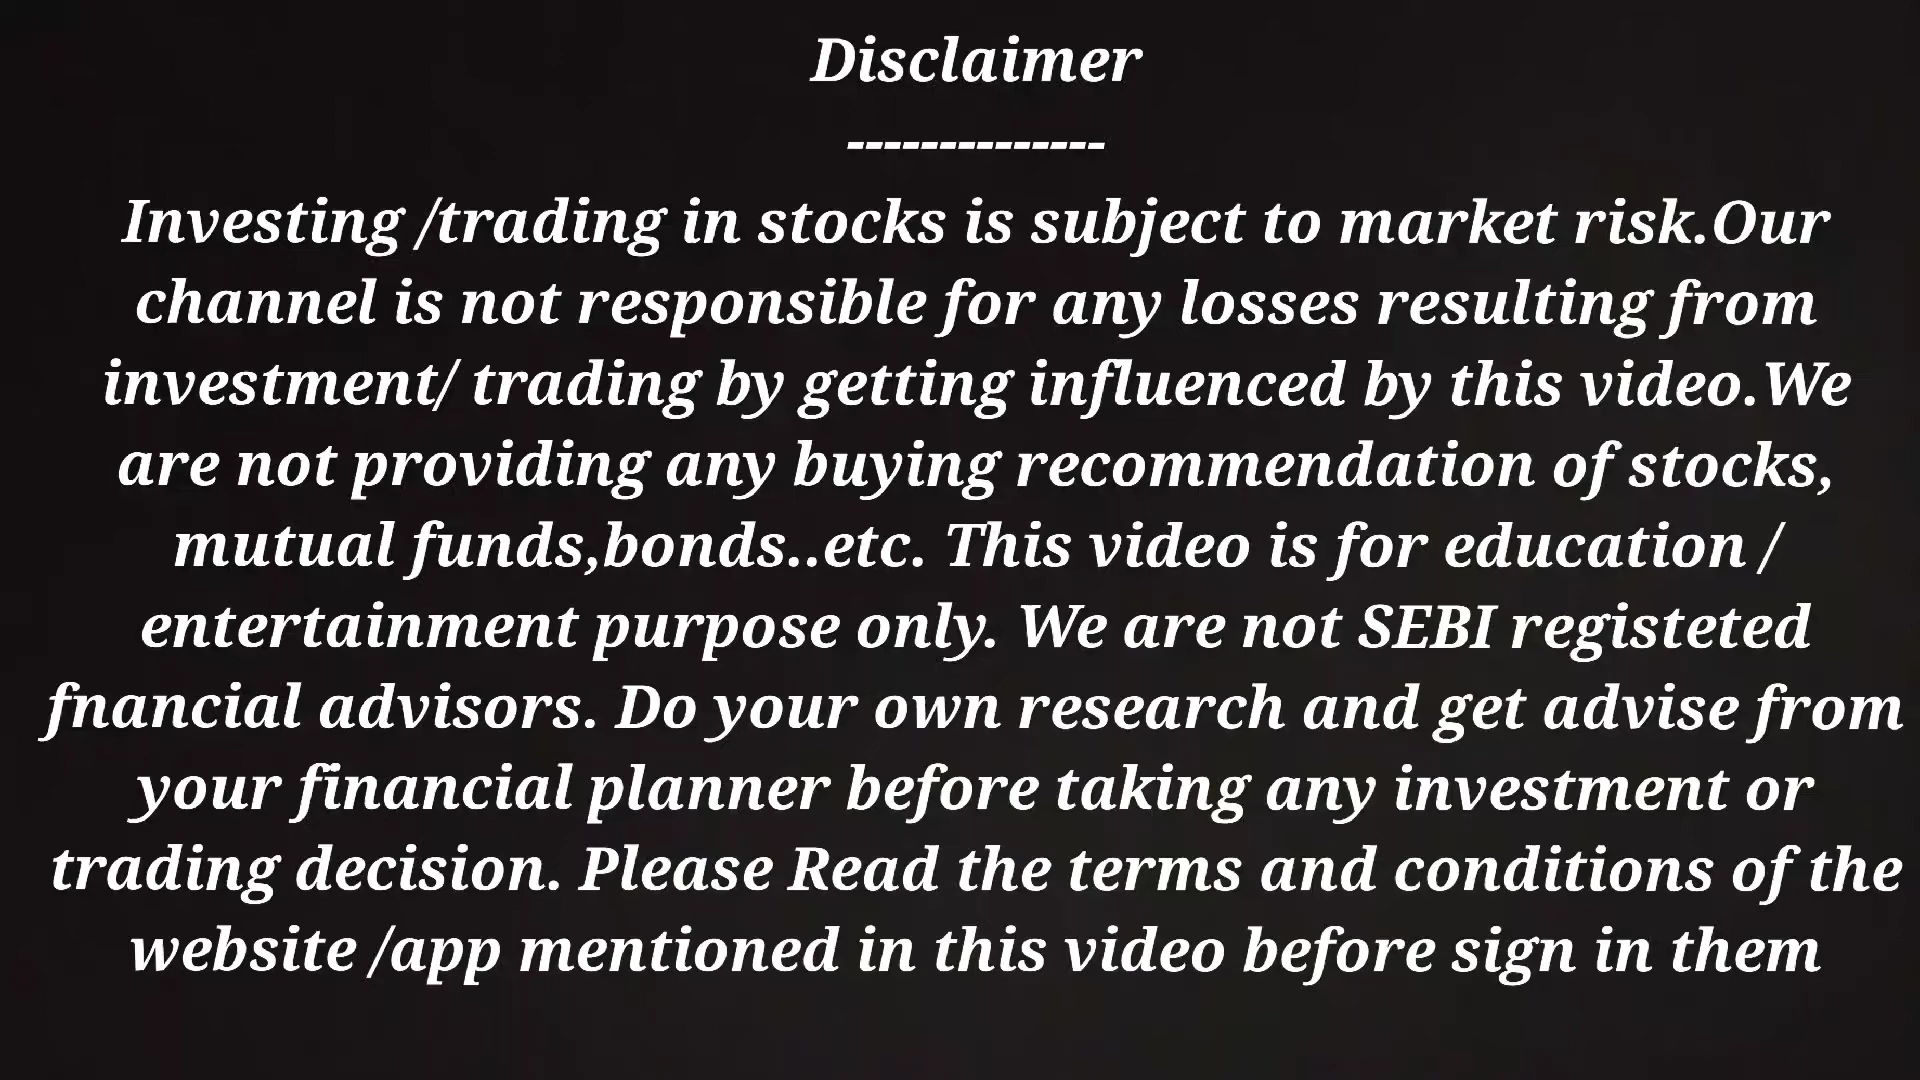 Disclaimer
--------------
Investing /trading in stocks is subject to market risk.Our
channel is not responsible for any losses resulting from
investment/ trading by getting influenced by this video.We
are not providing any buying recommendation of stocks,
mutual funds,bonds..etc. This video is for education /
entertainment purpose only. We are not SEBI registeted
fnancial advisors. Do your own research and get advise from
your financial planner before taking any investment or
trading decision. Please Read the terms and conditions of the
website /app mentioned in this video before sign in them